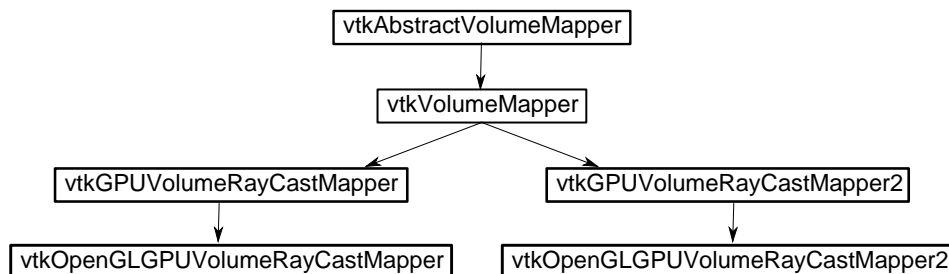 vtkAbstractVolumeMapper
vtkVolumeMapper
vtkGPUVolumeRayCastMapper
vtkGPUVolumeRayCastMapper2
vtkOpenGLGPUVolumeRayCastMapper
vtkOpenGLGPUVolumeRayCastMapper2